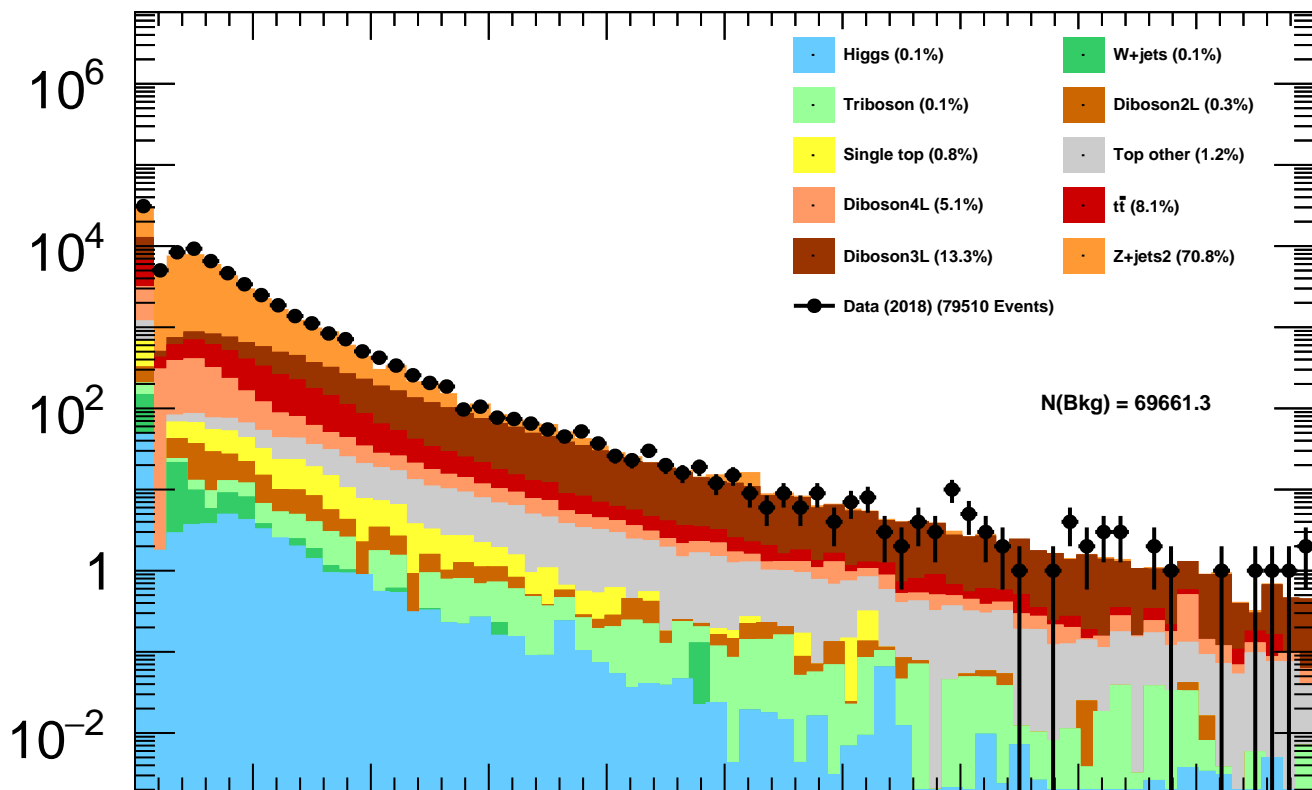 10^6
10^4
10^2
1
10^-2
Higgs (0.1%)
W+jets (0.1%)
Triboson (0.1%)
Diboson2L (0.3%)
Single top (0.8%)
Top other (1.2%)
Diboson4L (5.1%)
tt̄ (8.1%)
Diboson3L (13.3%)
Z+jets2 (70.8%)
Data (2018) (79510 Events)
N(Bkg) = 69661.3